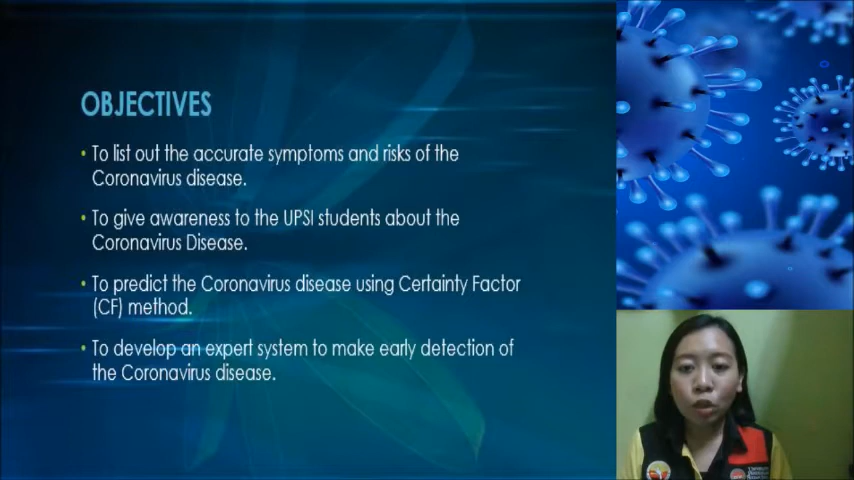 OBJECTIVES
• To list out the accurate symptoms and risks of the
Coronavirus disease.
• To give awareness to the UPSI students about the
Coronavirus Disease.
• To predict the Coronavirus disease using Certainty Factor
(CF) method.
• To develop an expert system to make early detection of
the Coronavirus disease.